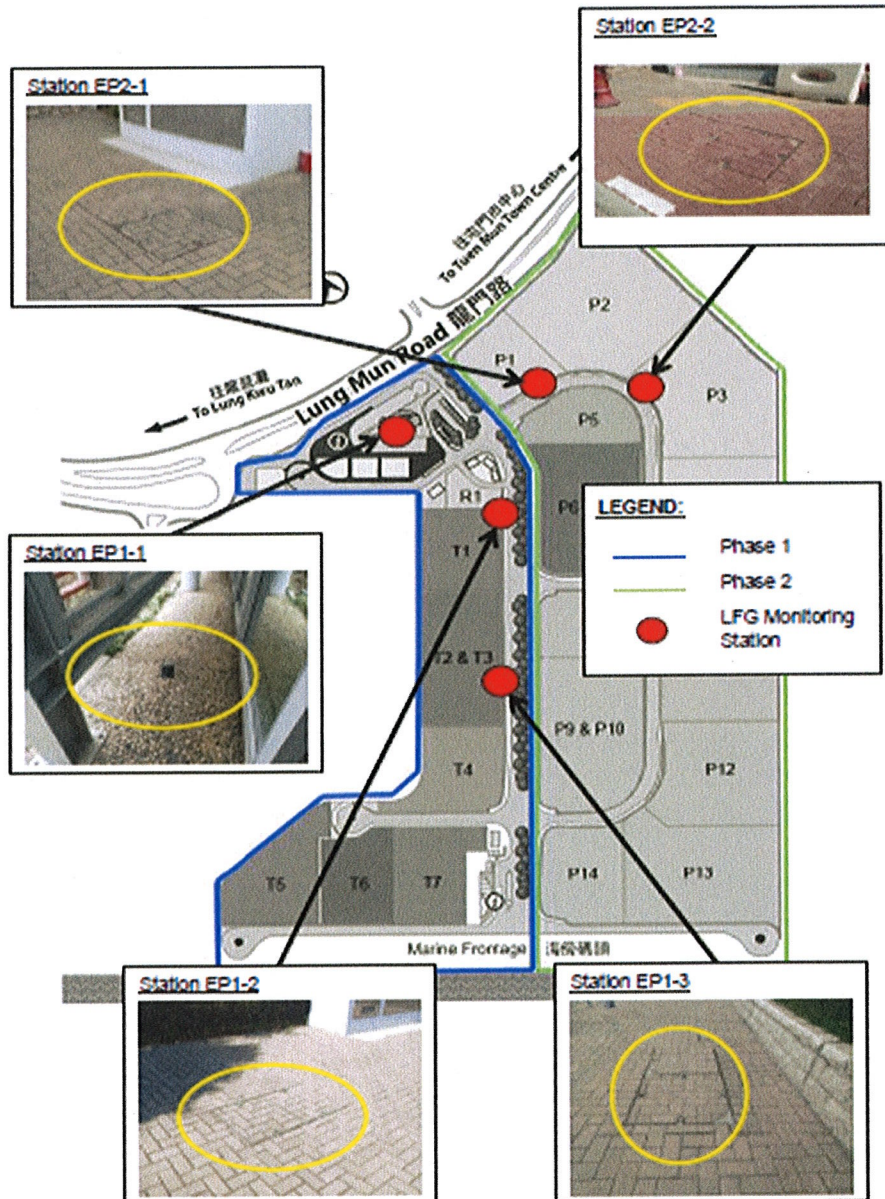 Station EP2-2
Station EP2-1
往屯門市中心
To Tuen Mun Town Centre
Lung Mun Road 龍門路
往龍鼓灘
To Lung Kwu Tan
P2
P1
P3
P5
R1
P6
LEGEND:
Phase 1
Phase 2
LFG Monitoring
Station
Station EP1-1
T1
T2 & T3
P9 & P10
T4
P12
T5
T6
T7
P14
P13
Marine Frontage
海傍碼頭
Station EP1-2
Station EP1-3